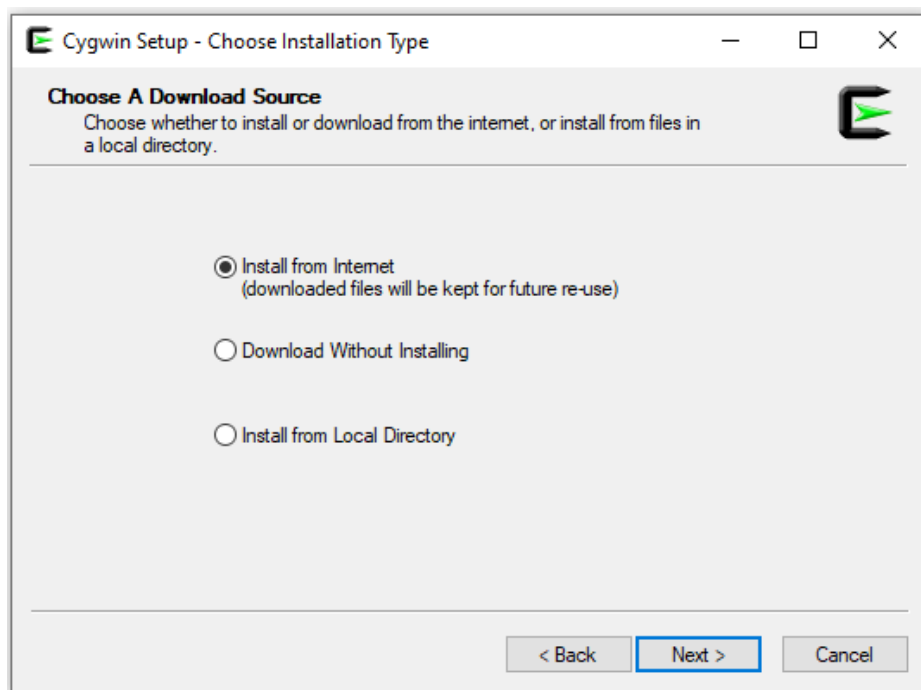 Cygwin Setup - Choose Installation Type
Choose A Download Source
Choose whether to install or download from the internet, or install from files in
a local directory.
Install from Internet
(downloaded files will be kept for future re-use)
Download Without Installing
Install from Local Directory
< Back
Next >
Cancel